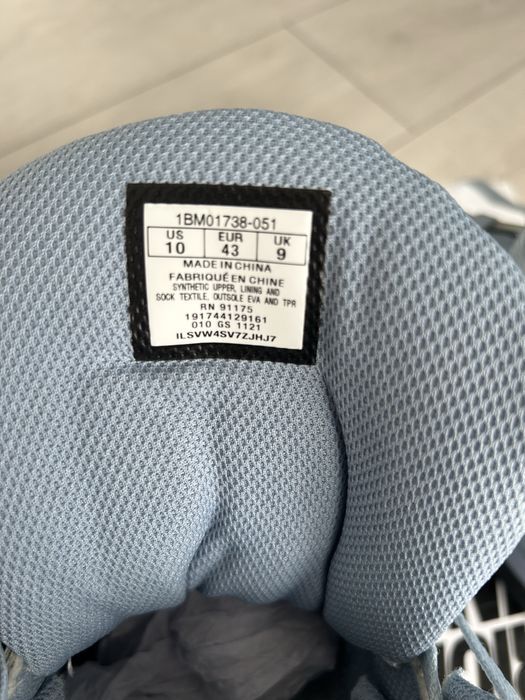 1BM01738-051
US EUR UK
10 43 9
MADE IN CHINA
FABRIQUÉ EN CHINE
SYNTHETIC UPPER, LINING AND
SOCK TEXTILE, OUTSOLE EVA AND TPR
RN 91175
191744129161
010 GS 1121
ILSVW4SV7ZJHJ7